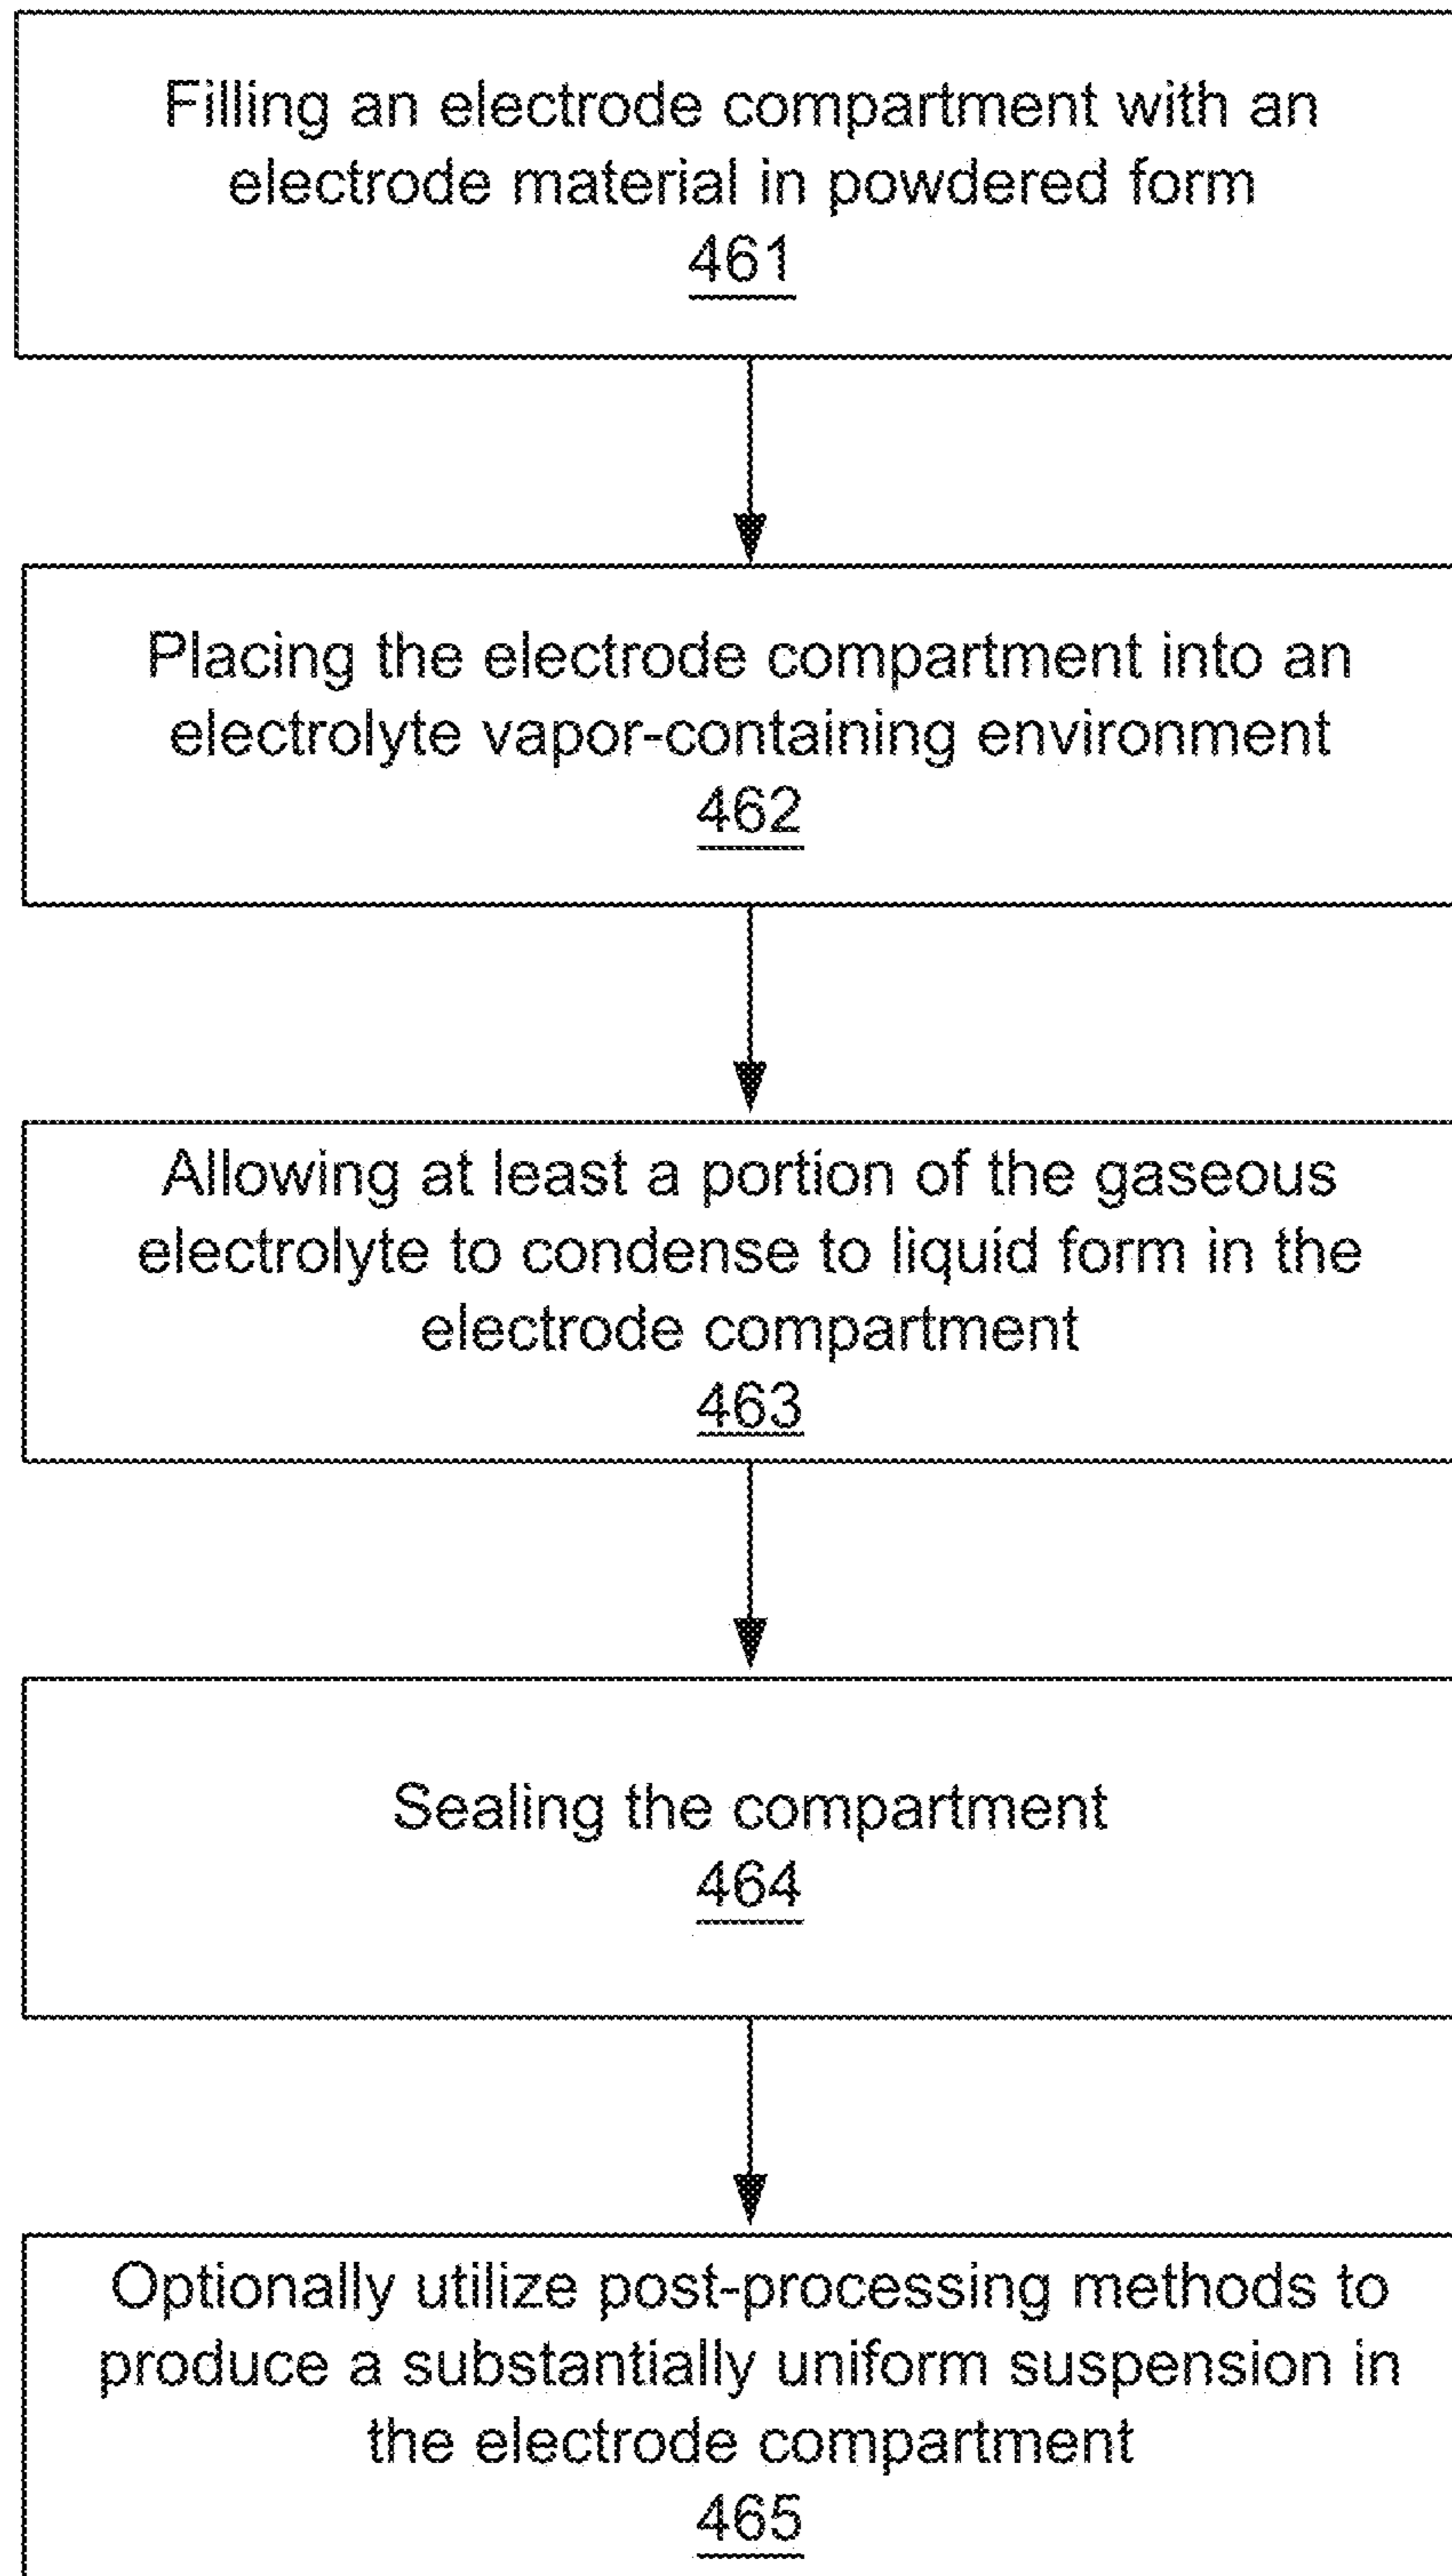 Filling an electrode compartment with an
electrode material in powdered form
461
Placing the electrode compartment into an
electrolyte vapor-containing environment
462
Allowing at least a portion of the gaseous
electrolyte to condense to liquid form in the
electrode compartment
463
Sealing the compartment
464
Optionally utilize post-processing methods to
produce a substantially uniform suspension in
the electrode compartment
465